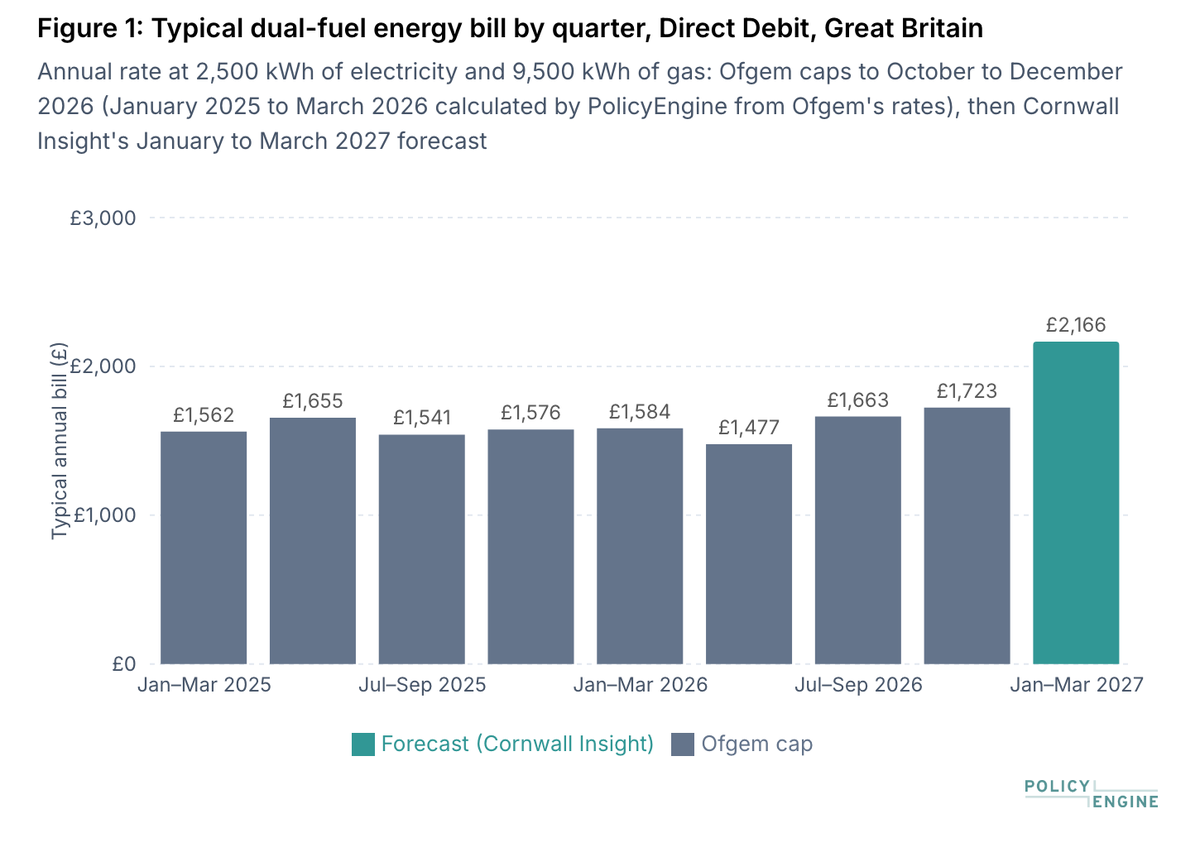 Figure 1: Typical dual-fuel energy bill by quarter, Direct Debit, Great Britain
Annual rate at 2,500 kWh of electricity and 9,500 kWh of gas: Ofgem caps to October to December
2026 (January 2025 to March 2026 calculated by PolicyEngine from Ofgem's rates), then Cornwall
Insight's January to March 2027 forecast
Typical annual bill (£)
£3,000
£2,000
£1,000
£0
£1,562
£1,655
£1,541
£1,576
£1,584
£1,477
£1,663
£1,723
£2,166
Jan–Mar 2025
Jul–Sep 2025
Jan–Mar 2026
Jul–Sep 2026
Jan–Mar 2027
Forecast (Cornwall Insight)
Ofgem cap
POLICY
ENGINE